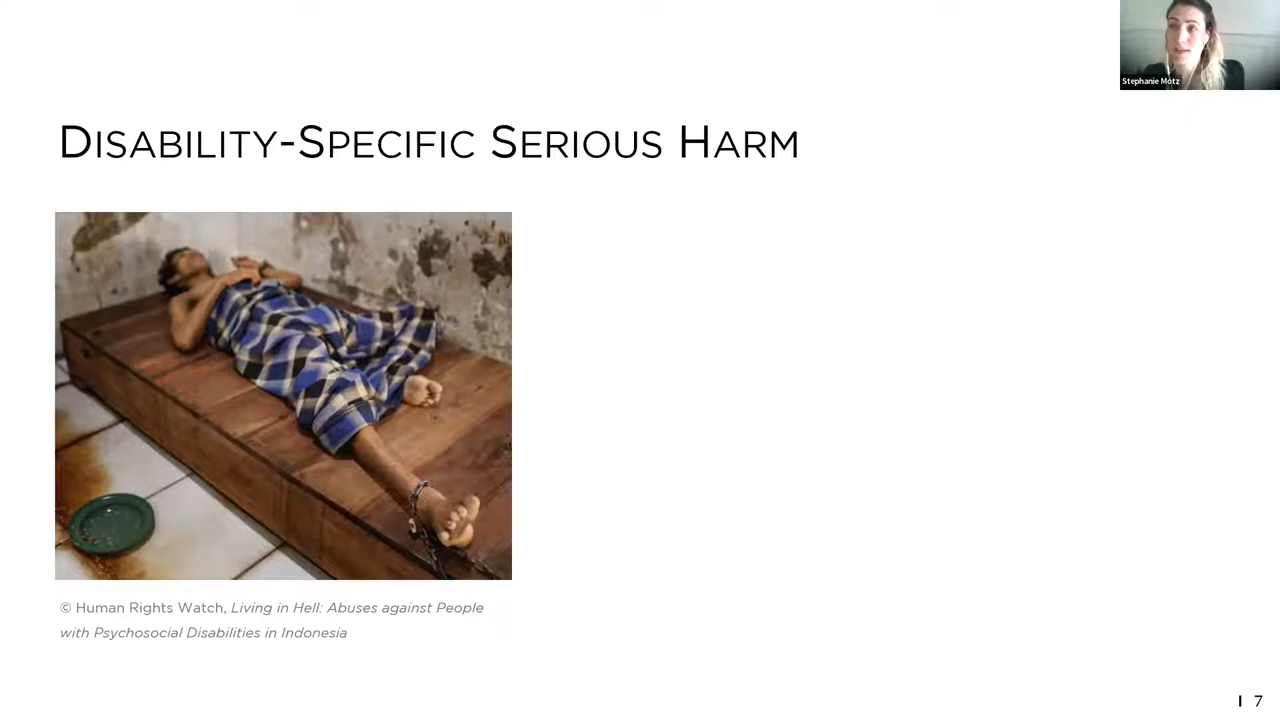 Stephanie Motz
DISABILITY-SPECIFIC SERIOUS HARM
© Human Rights Watch, Living in Hell: Abuses against People
with Psychosocial Disabilities in Indonesia
I 7